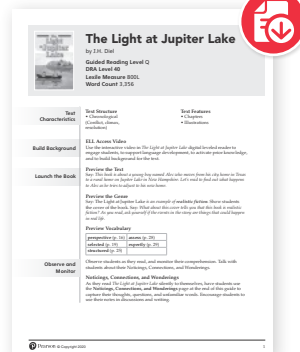 The Light at Jupiter Lake
by I.H. Diel
Guided Reading Level Q
DRA Level 40
Lexile Measure 800L
Word Count 3,356
The Light
at Jupiter
Lake
Text
Characteristics
Text Structure
• Chronological
(Conflict, climax,
resolution)
Text Features
• Chapters
• Illustrations
Build Background
ELL Access Video
Use the interactive video in The Light at Jupiter Lake digital leveled reader to
engage students, to support language development, to activate prior knowledge,
and to build background for the text.
Launch the Book
Preview the Text
Say: This book is about a young boy named Alex who moves from his city home in Texas
to a rural home on Jupiter Lake in New Hampshire. Let's read to find out what happens
to Alex as he tries to adjust to his new home.
Preview the Genre
Say: The Light at Jupiter Lake is an example of realistic fiction. Show students
the cover of the book. Say: What about this cover tells you that this book is realistic
fiction? As you read, ask yourself if the events in the story are things that could happen
in real life.
Preview Vocabulary
perspective (p. 16) assess (p. 28)
selected (p. 19) expertly (p. 29)
structured (p. 25)
Observe and
Monitor
Observe students as they read, and monitor their comprehension. Talk with
students about their Noticings, Connections, and Wonderings.
Noticings, Connections, and Wonderings
As they read The Light at Jupiter Lake silently to themselves, have students use
the Noticings, Connections, and Wonderings page at the end of this guide to
capture their thoughts, questions, and unfamiliar words. Encourage students to
use their notes in discussions and writing.
Pearson © Copyright 2020
1